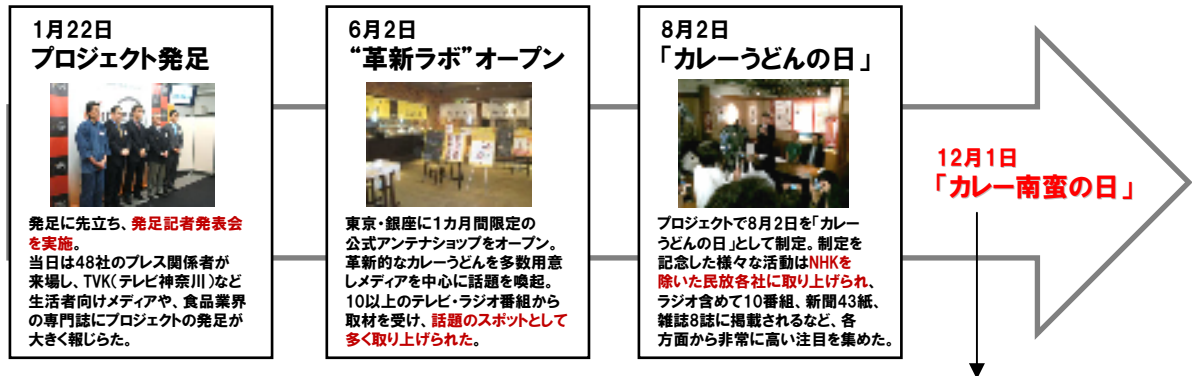 1月22日
プロジェクト発足
発足に先立ち、発足記者発表会
を実施。
当日は48社のプレス関係者が
来場し、TVK(テレビ神奈川)など
生活者向けメディアや、食品業界
の専門誌にプロジェクトの発足が
大きく報じらた。
6月2日
“革新ラボ”オープン
東京・銀座に1カ月間限定の
公式アンテナショップをオープン。
革新的なカレーうどんを多数用意
しメディアを中心に話題を喚起。
10以上のテレビ・ラジオ番組から
取材を受け、話題のスポットとして
多く取り上げられた。
8月2日
「カレーうどんの日」
プロジェクトで8月2日を「カレー
うどんの日」として制定。制定を
記念した様々な活動はNHKを
除いた民放各社に取り上げられ、
ラジオ含めて10番組、新聞43紙、
雑誌8誌に掲載されるなど、各
方面から非常に高い注目を集めた。
12月1日
「カレー南蛮の日」